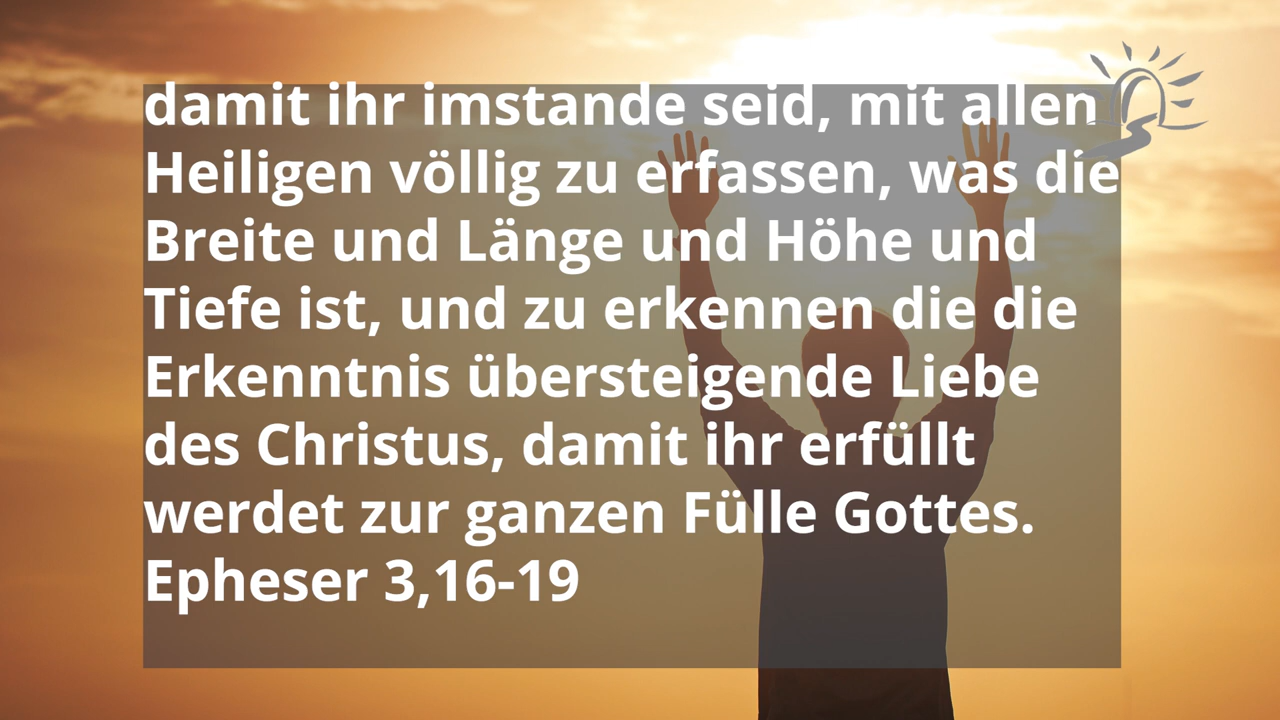 damit ihr imstande seid, mit allen
Heiligen völlig zu erfassen, was die
Breite und Länge und Höhe und
Tiefe ist, und zu erkennen die die
Erkenntnis übersteigende Liebe
des Christus, damit ihr erfüllt
werdet zur ganzen Fülle Gottes.
Epheser 3,16-19